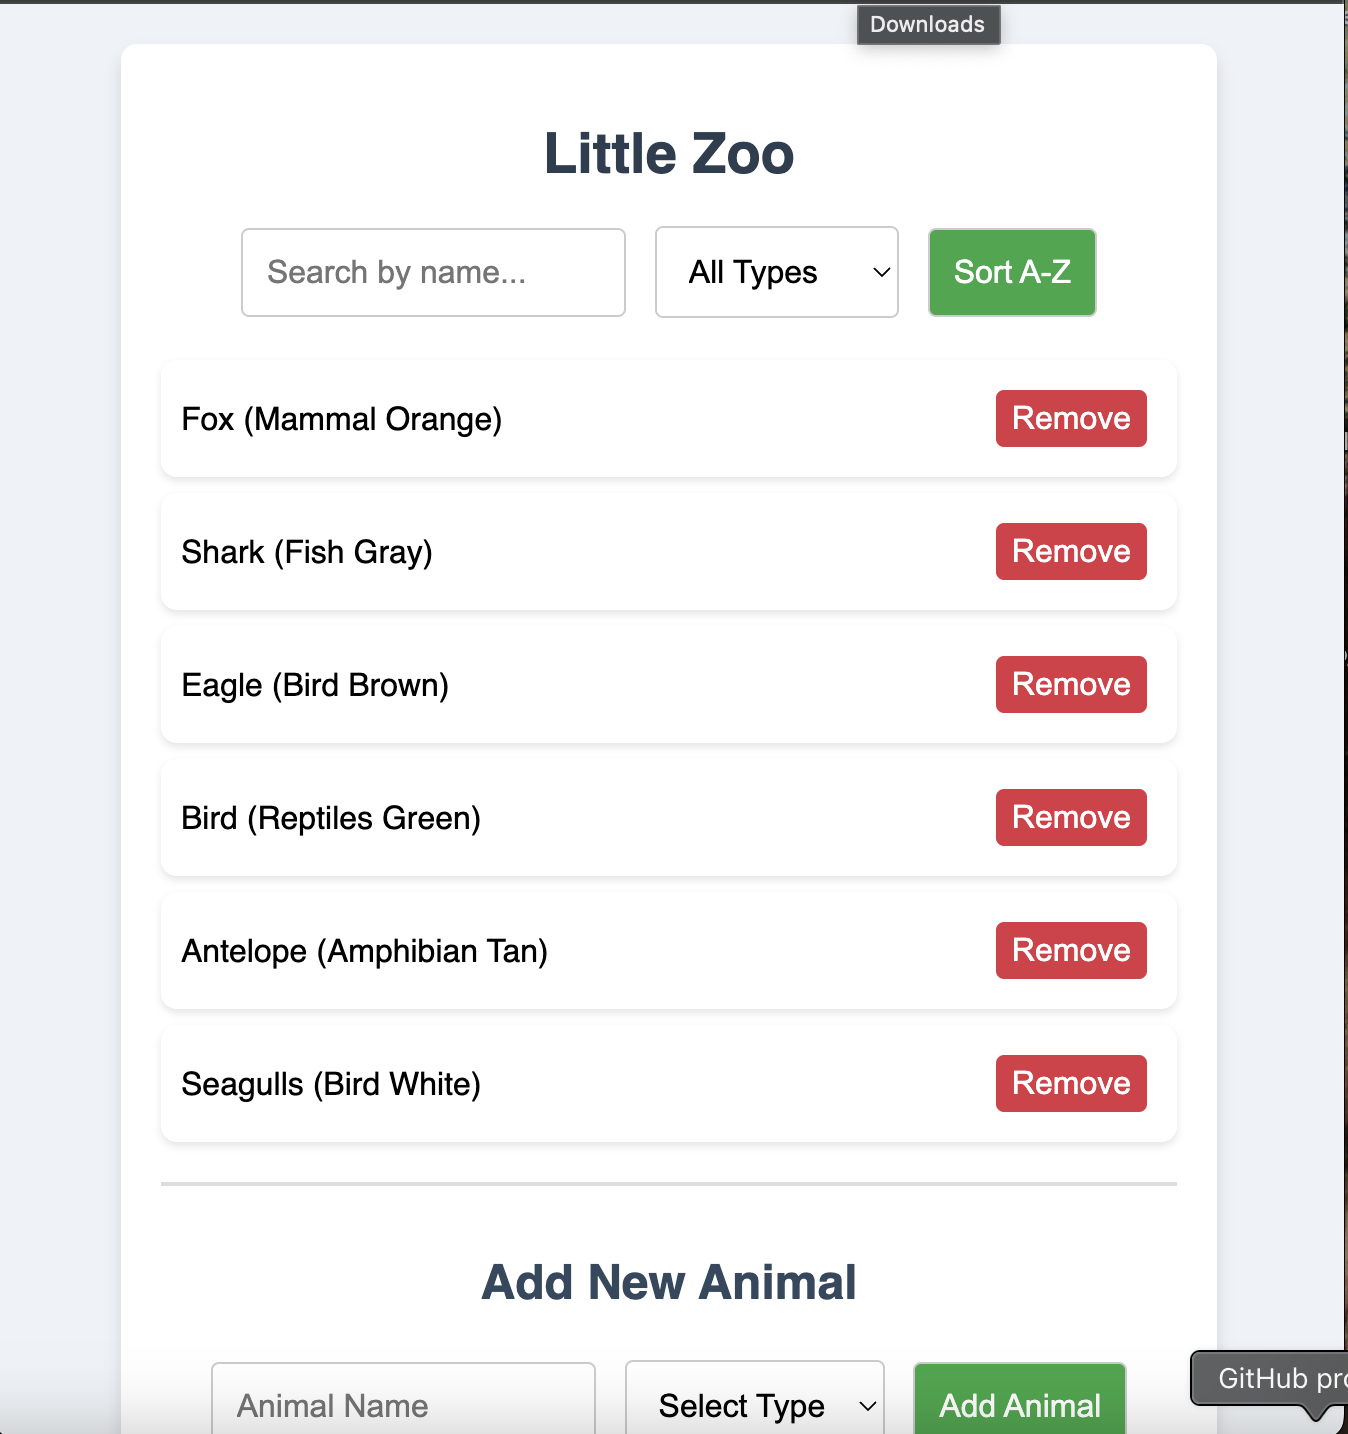 Downloads
Little Zoo
Search by name... All Types Sort A-Z
Fox (Mammal Orange) Remove
Shark (Fish Gray) Remove
Eagle (Bird Brown) Remove
Bird (Reptiles Green) Remove
Antelope (Amphibian Tan) Remove
Seagulls (Bird White) Remove
Add New Animal
Animal Name Select Type Add Animal
GitHub